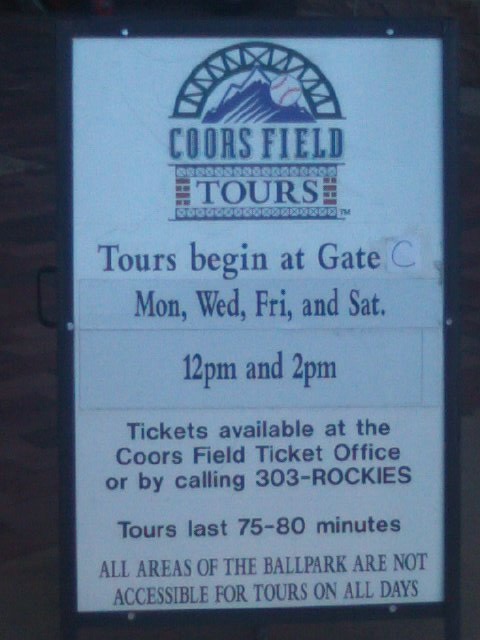 COORS FIELD
TOURS
TM
Tours begin at Gate C
Mon, Wed, Fri, and Sat.
12pm and 2pm
Tickets available at the
Coors Field Ticket Office
or by calling 303-ROCKIES
Tours last 75-80 minutes
ALL AREAS OF THE BALLPARK ARE NOT
ACCESSIBLE FOR TOURS ON ALL DAYS